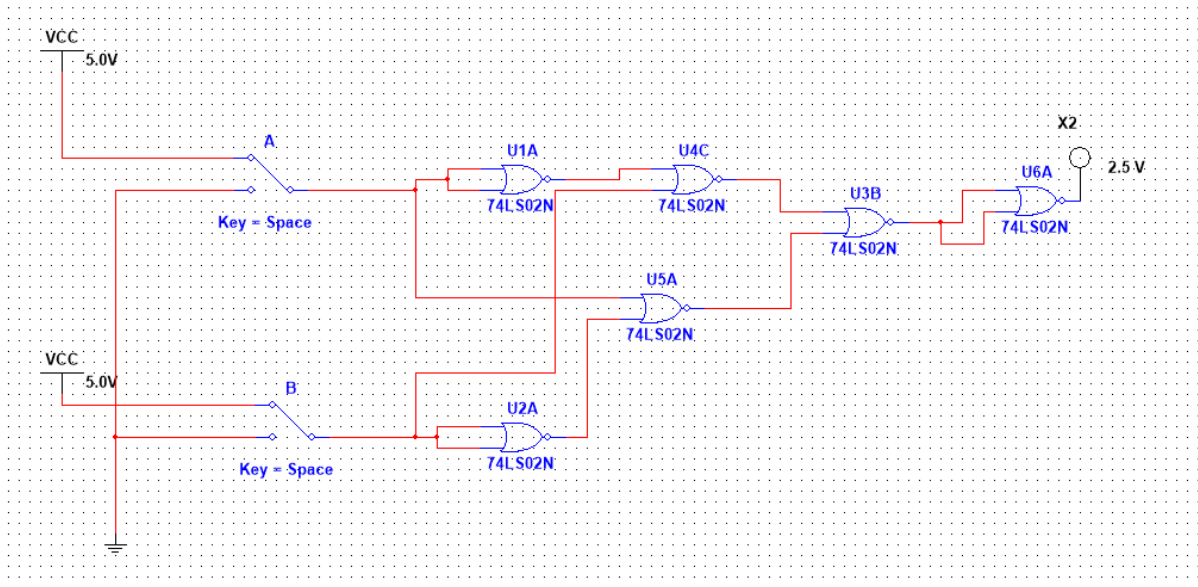 VCC
5.0V
A
Key = Space
U1A
74LS02N
U4C
74LS02N
U3B
74LS02N
X2
2.5 V
U6A
74LS02N
U5A
74LS02N
VCC
5.0V
B
Key = Space
U2A
74LS02N